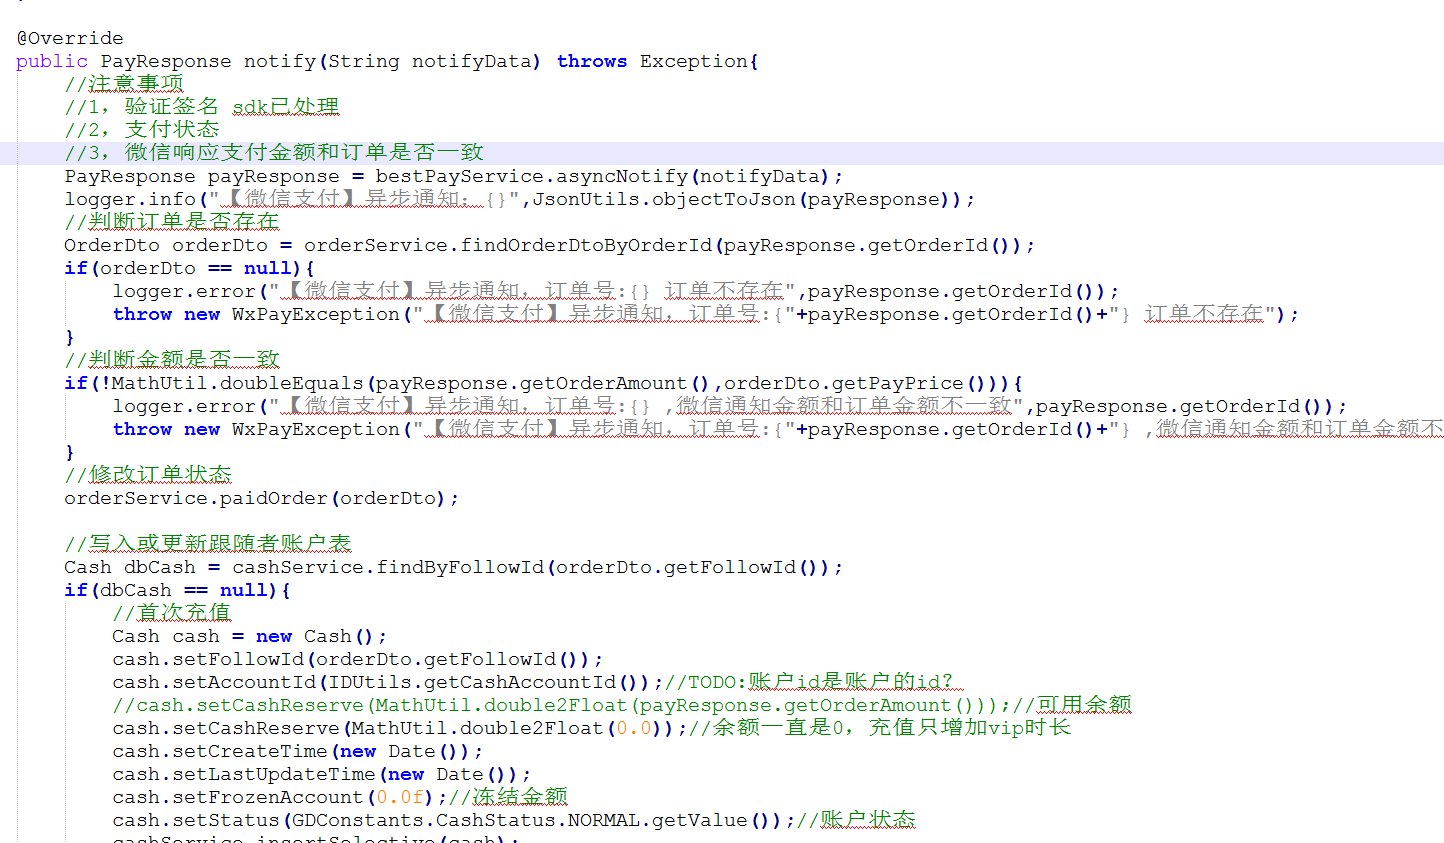 @Override
public PayResponse notify(String notifyData) throws Exception{
//注意事项
//1，验证签名 sdk已处理
//2，支付状态
//3，微信响应支付金额和订单是否一致
PayResponse payResponse = bestPayService.asyncNotify(notifyData);
logger.info("【微信支付】异步通知：{}",JsonUtils.objectToJson(payResponse));
//判断订单是否存在
OrderDto orderDto = orderService.findOrderDtoByOrderId(payResponse.getOrderId());
if(orderDto == null){
logger.error("【微信支付】异步通知，订单号:{} 订单不存在",payResponse.getOrderId());
throw new WxPayException("【微信支付】异步通知，订单号:{"+payResponse.getOrderId()+"} 订单不存在");
}
//判断金额是否一致
if(!MathUtil.doubleEquals(payResponse.getOrderAmount(),orderDto.getPayPrice())){
logger.error("【微信支付】异步通知，订单号:{} ,微信通知金额和订单金额不一致",payResponse.getOrderId());
throw new WxPayException("【微信支付】异步通知，订单号:{"+payResponse.getOrderId()+"} ,微信通知金额和订单金额不
}
//修改订单状态
orderService.paidOrder(orderDto);
//写入或更新跟随者账户表
Cash dbCash = cashService.findByFollowId(orderDto.getFollowId());
if(dbCash == null){
//首次充值
Cash cash = new Cash();
cash.setFollowId(orderDto.getFollowId());
cash.setAccountId(IDUtils.getCashAccountId());//TODO:账户id是账户的id？
//cash.setCashReserve(MathUtil.double2Float(payResponse.getOrderAmount()));//可用余额
cash.setCashReserve(MathUtil.double2Float(0.0));//余额一直是0，充值只增加vip时长
cash.setCreateTime(new Date());
cash.setLastUpdateTime(new Date());
cash.setFrozenAccount(0.0f);//冻结金额
cash.setStatus(GDConstants.CashStatus.NORMAL.getValue());//账户状态
cashService.insertSelective(cash);